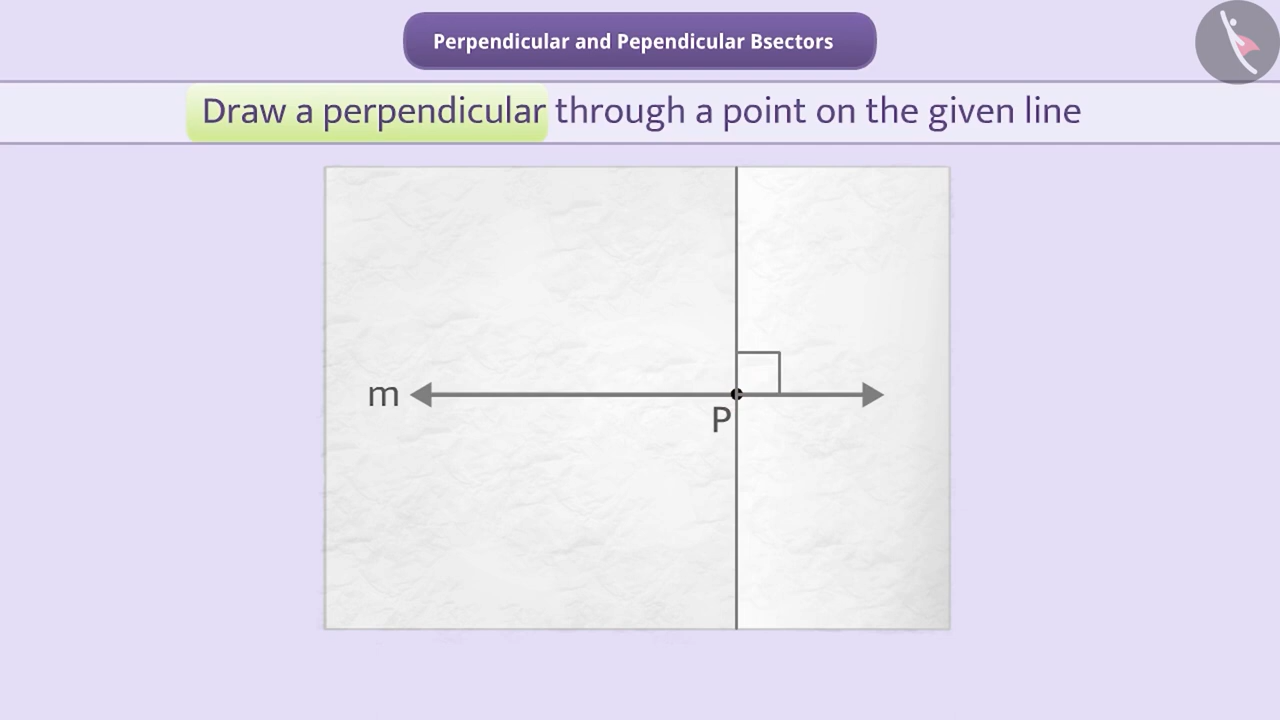 Perpendicular and Pependicular Bsectors
Draw a perpendicular through a point on the given line
m
P